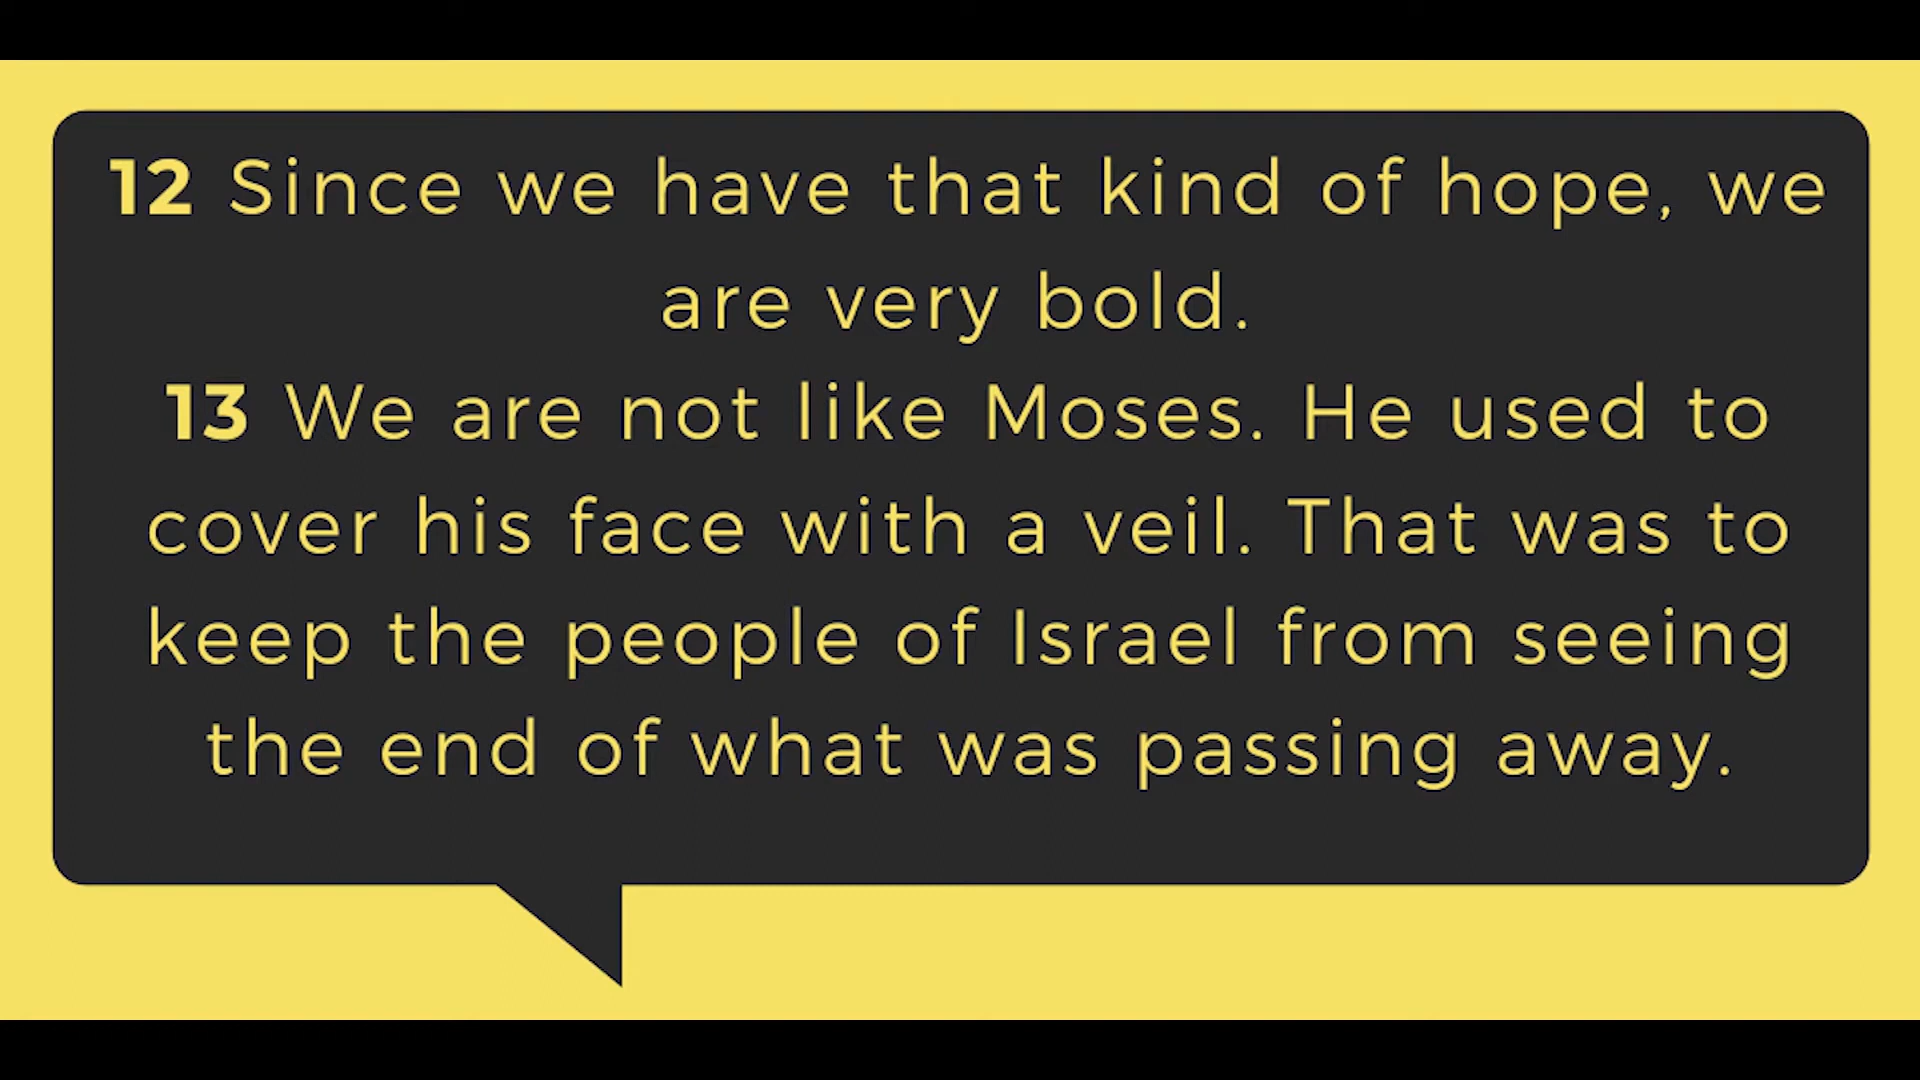 12 Since we have that kind of hope, we
are very bold.
13 We are not like Moses. He used to
cover his face with a veil. That was to
keep the people of Israel from seeing
the end of what was passing away.